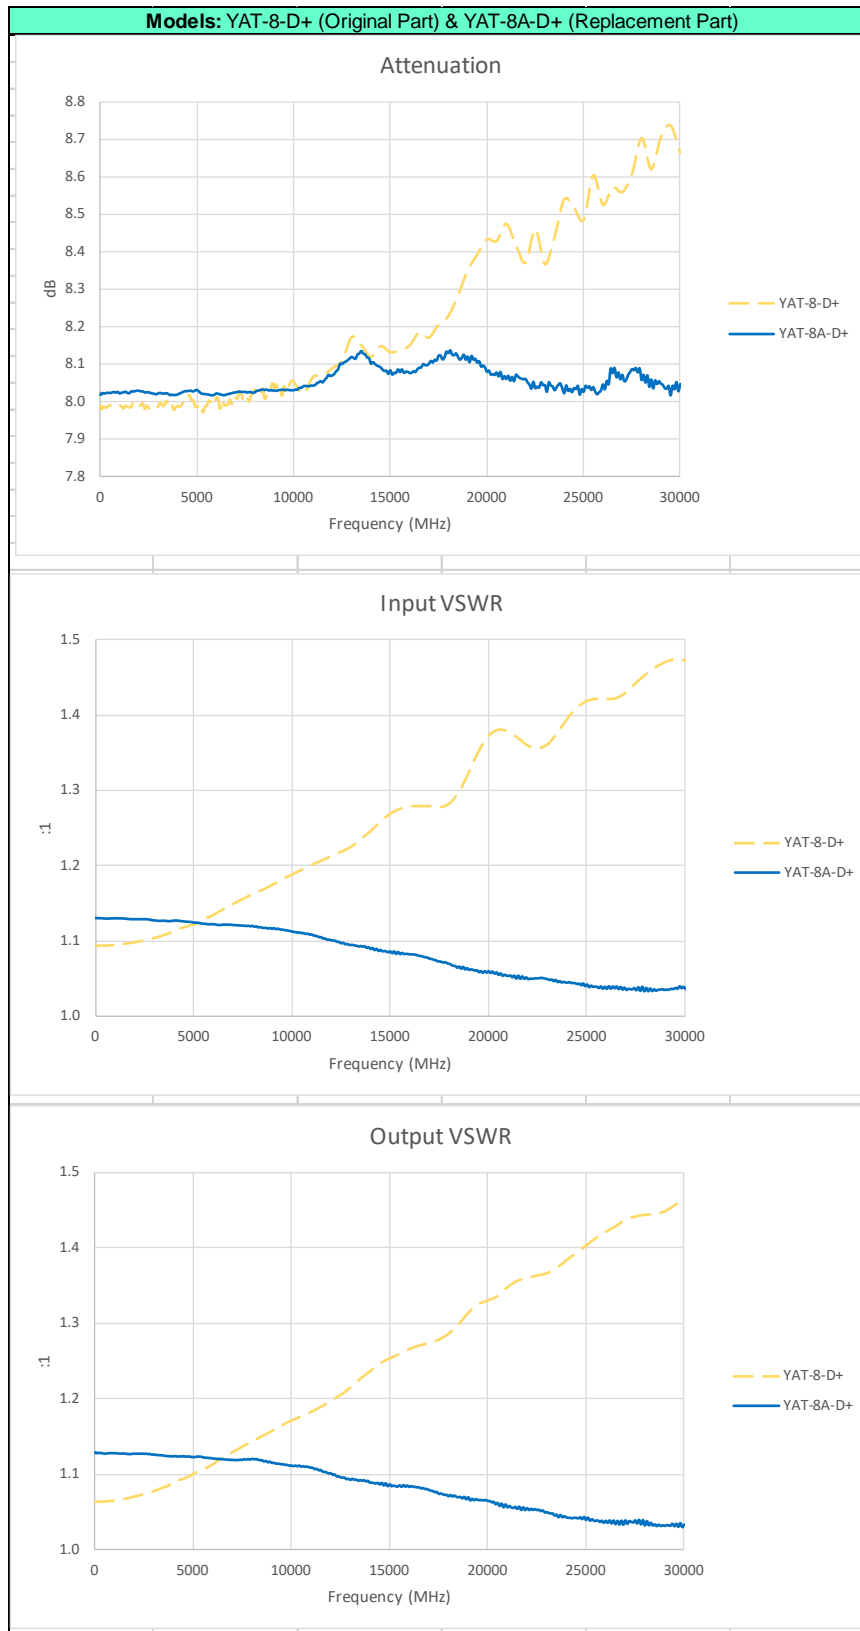 Models: YAT-8-D+ (Original Part) & YAT-8A-D+ (Replacement Part)
Attenuation
8.8
8.7
8.6
8.5
8.4
8.3
8.2
8.1
8.0
7.9
7.8
dB
0 5000 10000 15000 20000 25000 30000
Frequency (MHz)
YAT-8-D+
YAT-8A-D+
Input VSWR
1.5
1.4
1.3
1.2
1.1
1.0
:1
0 5000 10000 15000 20000 25000 30000
Frequency (MHz)
YAT-8-D+
YAT-8A-D+
Output VSWR
1.5
1.4
1.3
1.2
1.1
1.0
:1
0 5000 10000 15000 20000 25000 30000
Frequency (MHz)
YAT-8-D+
YAT-8A-D+